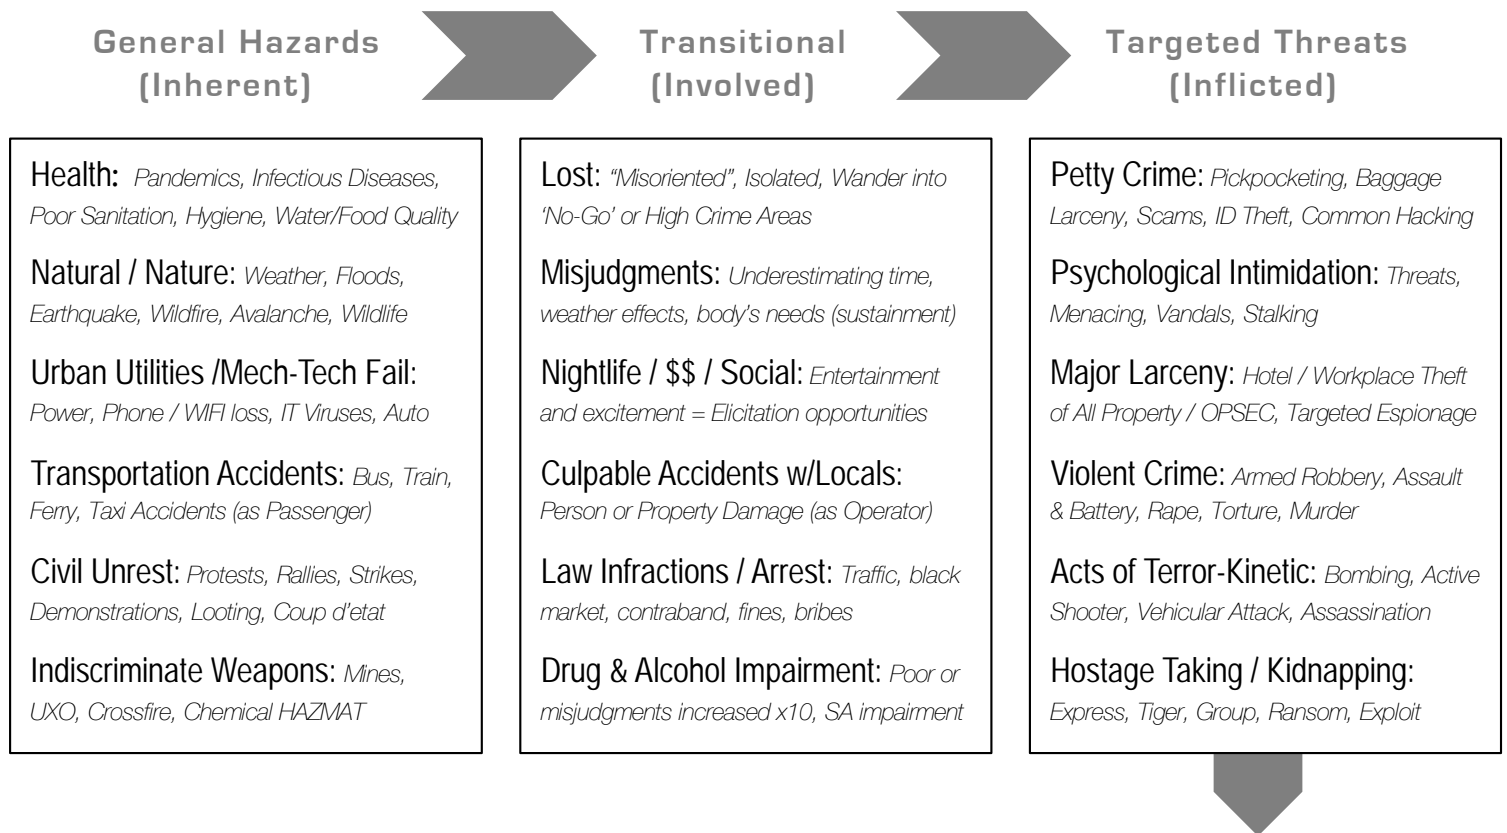 General Hazards
(Inherent)
Transitional
(Involved)
Targeted Threats
(Inflicted)
Health: Pandemics, Infectious Diseases,
Poor Sanitation, Hygiene, Water/Food Quality
Natural / Nature: Weather, Floods,
Earthquake, Wildfire, Avalanche, Wildlife
Urban Utilities /Mech-Tech Fail:
Power, Phone / WIFI loss, IT Viruses, Auto
Transportation Accidents: Bus, Train,
Ferry, Taxi Accidents (as Passenger)
Civil Unrest: Protests, Rallies, Strikes,
Demonstrations, Looting, Coup d'etat
Indiscriminate Weapons: Mines,
UXO, Crossfire, Chemical HAZMAT
Lost: “Misoriented”, Isolated, Wander into
‘No-Go’ or High Crime Areas
Misjudgments: Underestimating time,
weather effects, body’s needs (sustainment)
Nightlife / $$ / Social: Entertainment
and excitement = Elicitation opportunities
Culpable Accidents w/Locals:
Person or Property Damage (as Operator)
Law Infractions / Arrest: Traffic, black
market, contraband, fines, bribes
Drug & Alcohol Impairment: Poor or
misjudgments increased x10, SA impairment
Petty Crime: Pickpocketing, Baggage
Larceny, Scams, ID Theft, Common Hacking
Psychological Intimidation: Threats,
Menacing, Vandals, Stalking
Major Larceny: Hotel / Workplace Theft
of All Property / OPSEC, Targeted Espionage
Violent Crime: Armed Robbery, Assault
& Battery, Rape, Torture, Murder
Acts of Terror-Kinetic: Bombing, Active
Shooter, Vehicular Attack, Assassination
Hostage Taking / Kidnapping:
Express, Tiger, Group, Ransom, Exploit